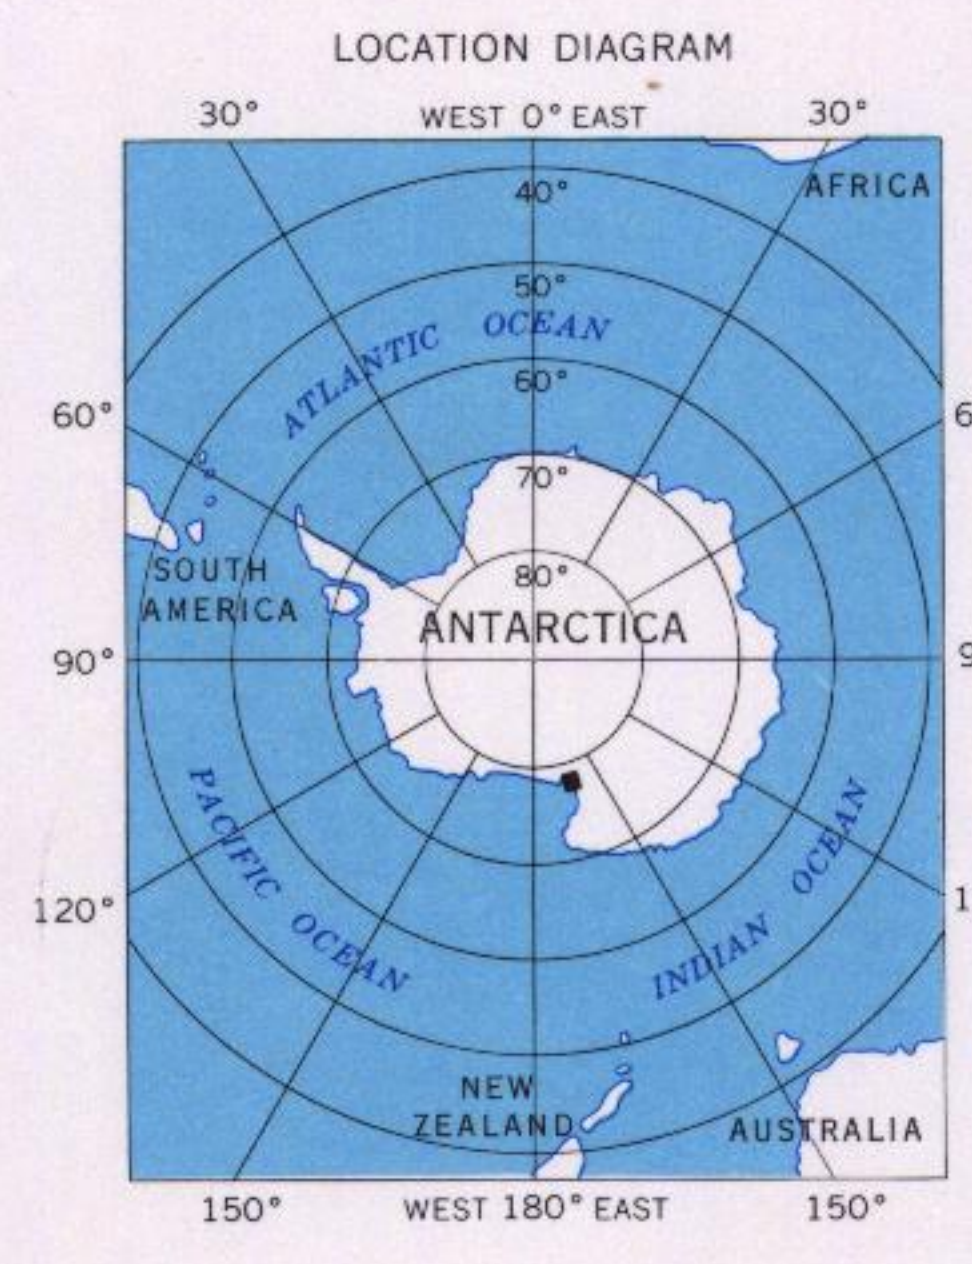 LOCATION DIAGRAM
30° WEST 0° EAST 30°
40°
AFRICA
50°
ATLANTIC OCEAN
60°
60°
70°
SOUTH
AMERICA
80°
ANTARCTICA
90°
PACIFIC OCEAN
INDIAN OCEAN
120°
NEW
ZEALAND
AUSTRALIA
150° WEST 180° EAST 150°